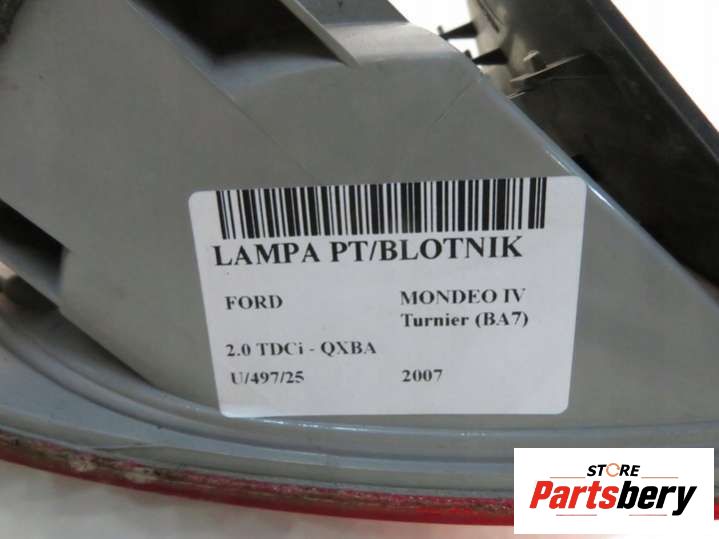 LAMPA PT/BLOTNIK
FORD
MONDEO IV
Turnier (BA7)
2.0 TDCi - QXBA
U/497/25
2007
STORE
Partsbery